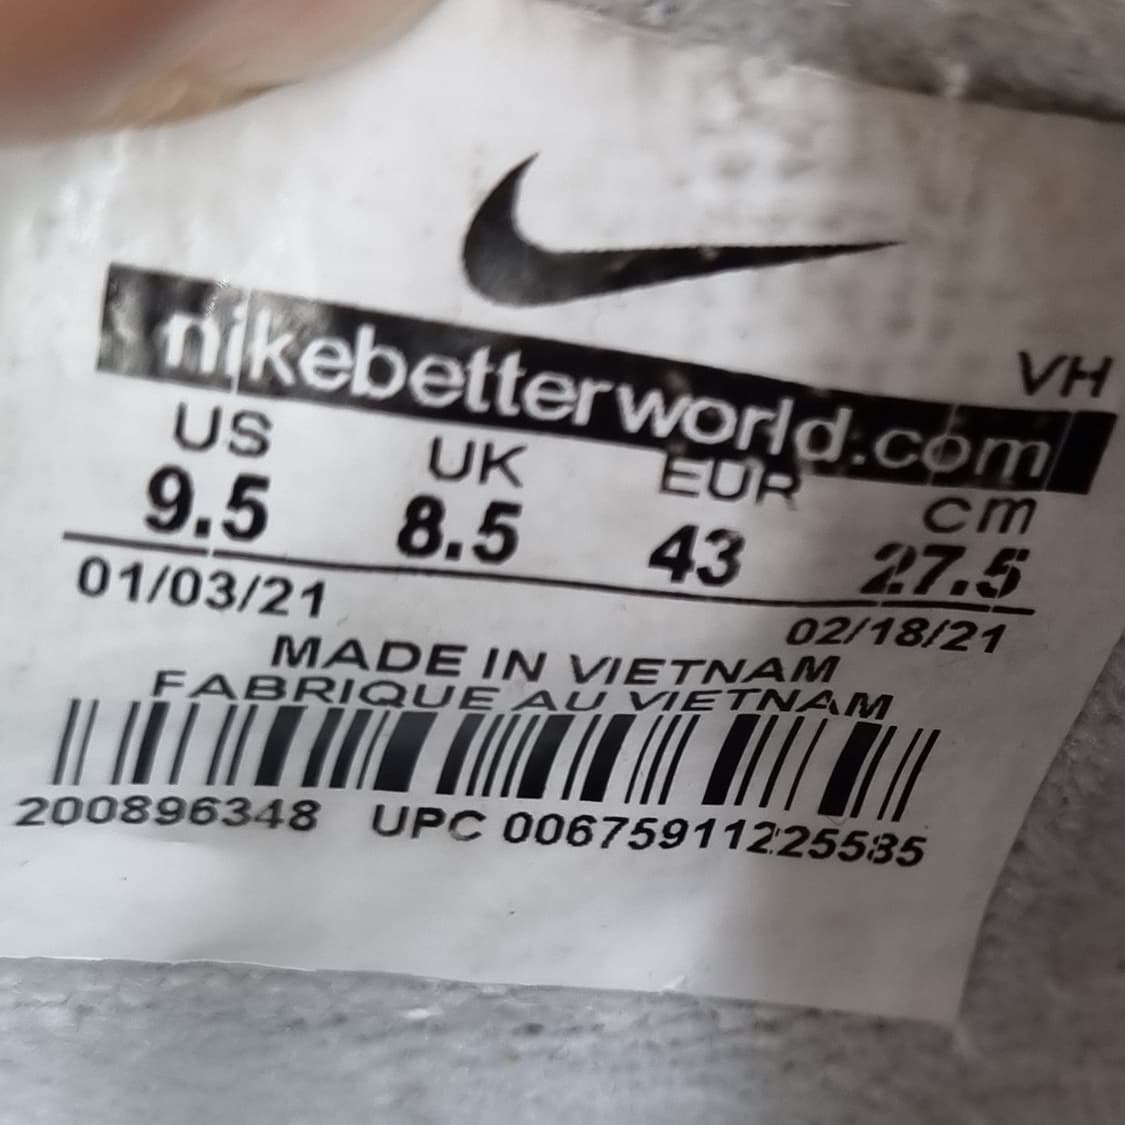 VH
nikebetterworld.com
US UK EUR cm
9.5 8.5 43 27.5
01/03/21 02/18/21
MADE IN VIETNAM
FABRIQUE AU VIETNAM
200896348 UPC 00675911225585